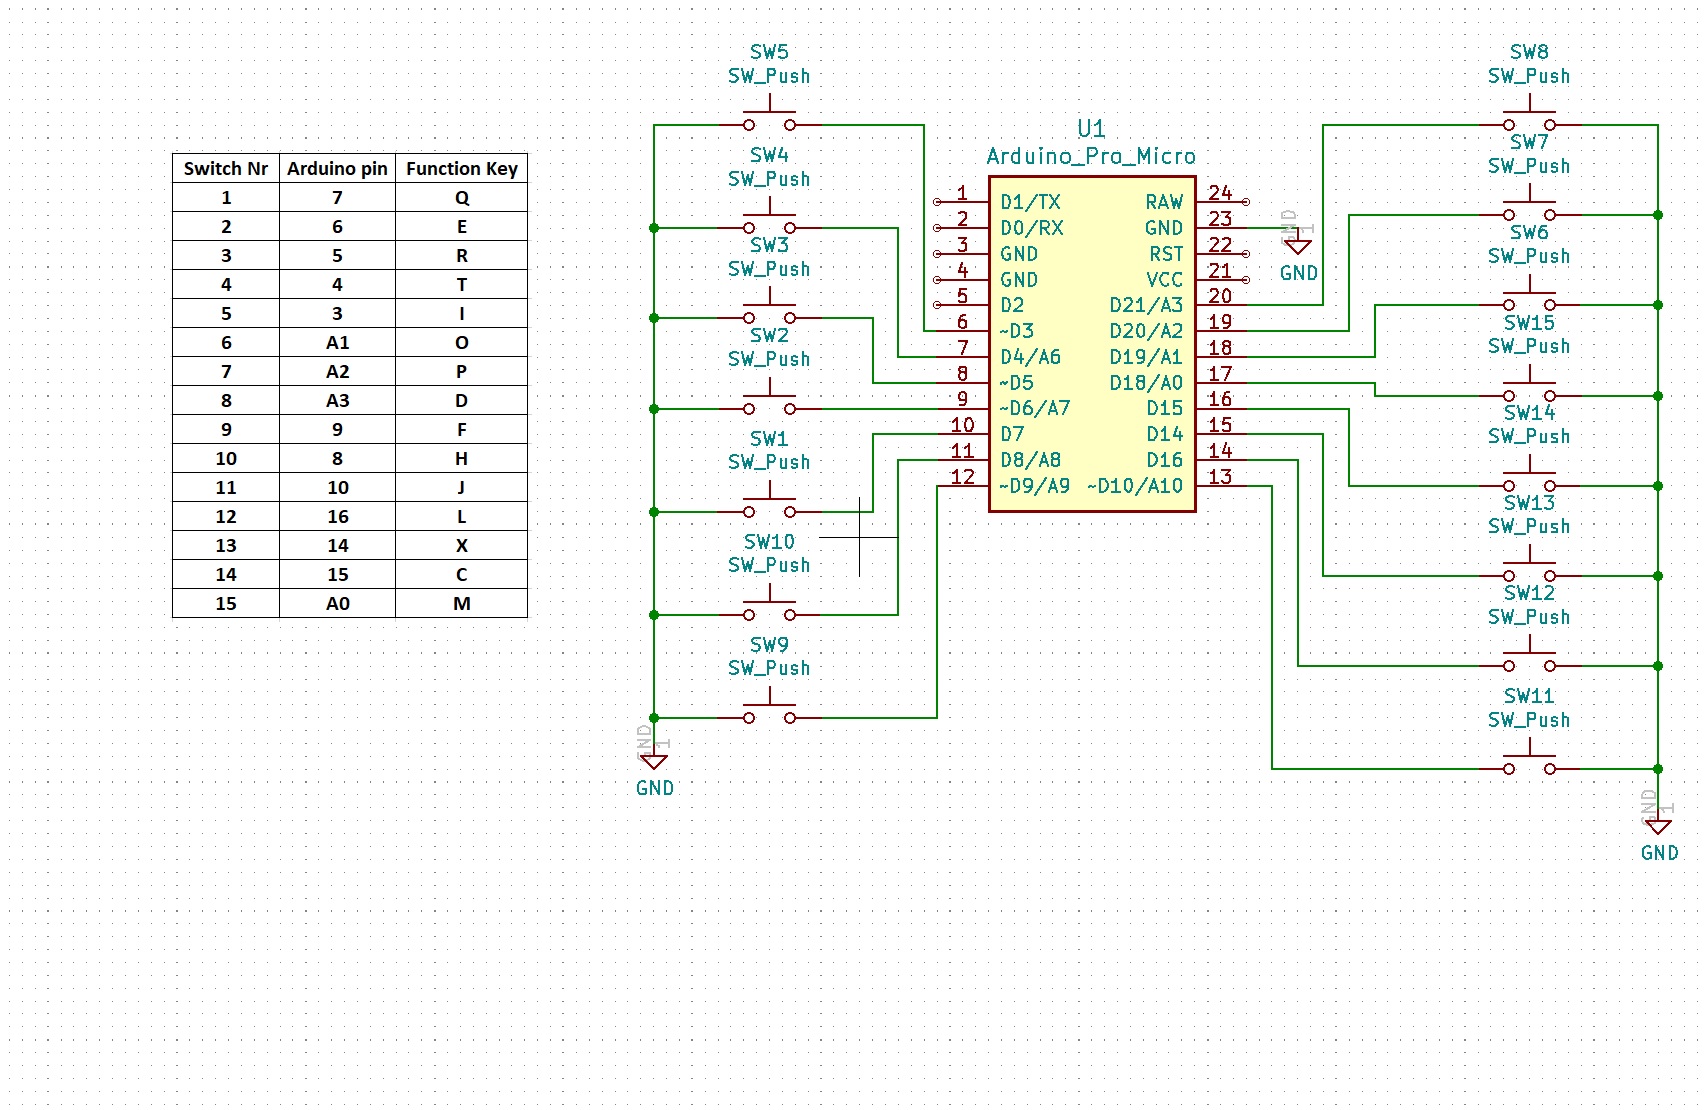 Switch Nr Arduino pin Function Key
1 7 Q
2 6 E
3 5 R
4 4 T
5 3 I
6 A1 O
7 A2 P
8 A3 D
9 9 F
10 8 H
11 10 J
12 16 L
13 14 X
14 15 C
15 A0 M
SW5
SW_Push
SW4
SW_Push
SW3
SW_Push
SW2
SW_Push
SW1
SW_Push
SW10
SW_Push
SW9
SW_Push
GND
1
GND
U1
Arduino_Pro_Micro
1 D1/TX RAW 24
2 D0/RX GND 23
3 GND RST 22
4 GND VCC 21
5 D2 D21/A3 20
6 ~D3 D20/A2 19
7 D4/A6 D19/A1 18
8 ~D5 D18/A0 17
9 ~D6/A7 D15 16
10 D7 D14 15
11 D8/A8 D16 14
12 ~D9/A9 ~D10/A10 13
GND
1
GND
SW8
SW_Push
SW7
SW_Push
SW6
SW_Push
SW15
SW_Push
SW14
SW_Push
SW13
SW_Push
SW12
SW_Push
SW11
SW_Push
GND
1
GND